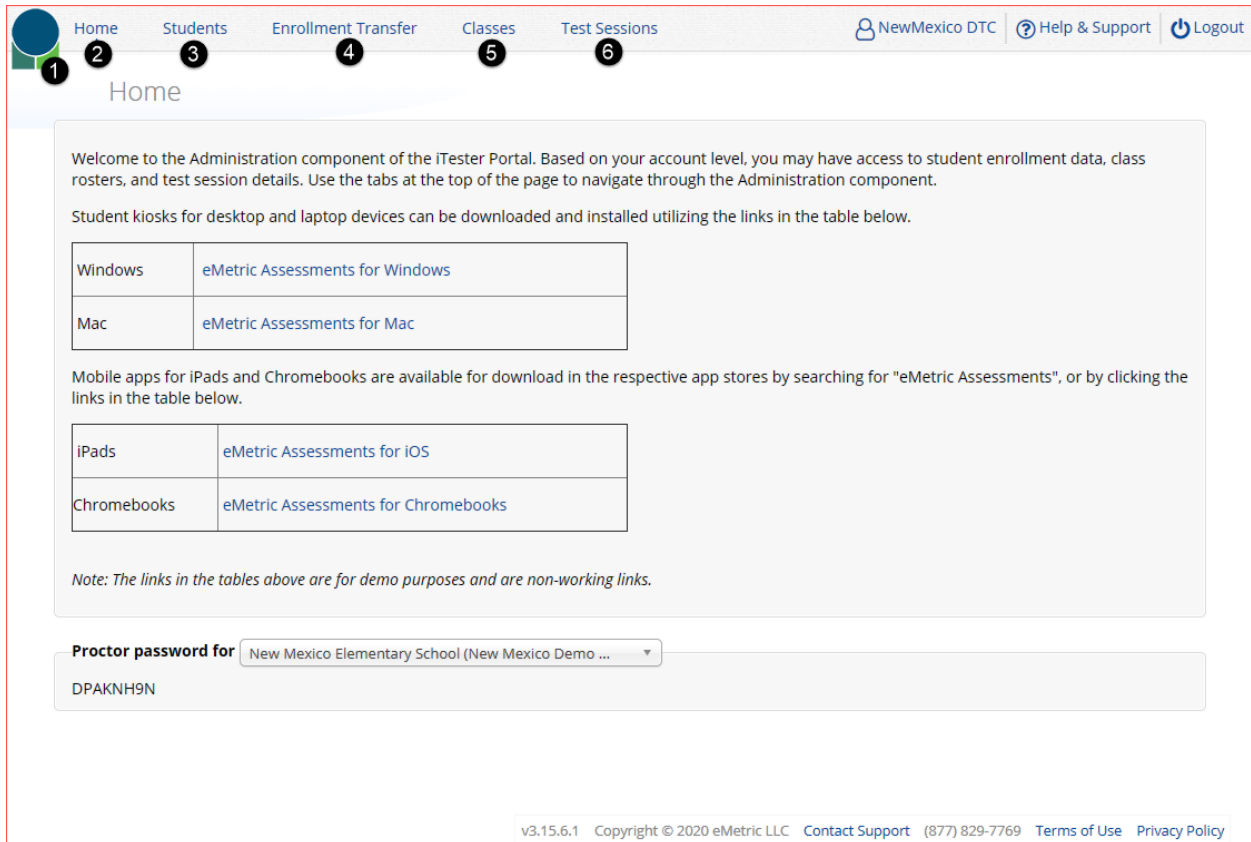 Home Students Enrollment Transfer Classes Test Sessions NewMexico DTC Help & Support Logout
1 2 3 4 5 6
Home
Welcome to the Administration component of the iTester Portal. Based on your account level, you may have access to student enrollment data, class
rosters, and test session details. Use the tabs at the top of the page to navigate through the Administration component.
Student kiosks for desktop and laptop devices can be downloaded and installed utilizing the links in the table below.
Windows eMetric Assessments for Windows
Mac eMetric Assessments for Mac
Mobile apps for iPads and Chromebooks are available for download in the respective app stores by searching for "eMetric Assessments", or by clicking the
links in the table below.
iPads eMetric Assessments for iOS
Chromebooks eMetric Assessments for Chromebooks
Note: The links in the tables above are for demo purposes and are non-working links.
Proctor password for New Mexico Elementary School (New Mexico Demo ...
DPAKNH9N
v3.15.6.1 Copyright © 2020 eMetric LLC Contact Support (877) 829-7769 Terms of Use Privacy Policy